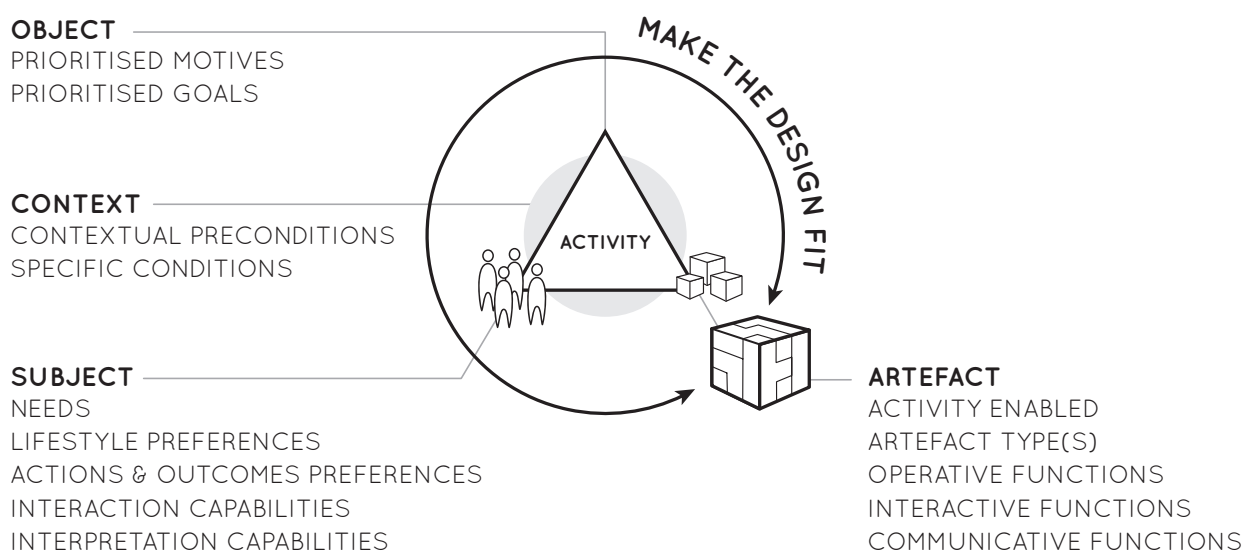 OBJECT
PRIORITISED MOTIVES
PRIORITISED GOALS
MAKE THE DESIGN FIT
CONTEXT
CONTEXTUAL PRECONDITIONS
SPECIFIC CONDITIONS
ACTIVITY
SUBJECT
NEEDS
LIFESTYLE PREFERENCES
ACTIONS & OUTCOMES PREFERENCES
INTERACTION CAPABILITIES
INTERPRETATION CAPABILITIES
ARTEFACT
ACTIVITY ENABLED
ARTEFACT TYPE(S)
OPERATIVE FUNCTIONS
INTERACTIVE FUNCTIONS
COMMUNICATIVE FUNCTIONS